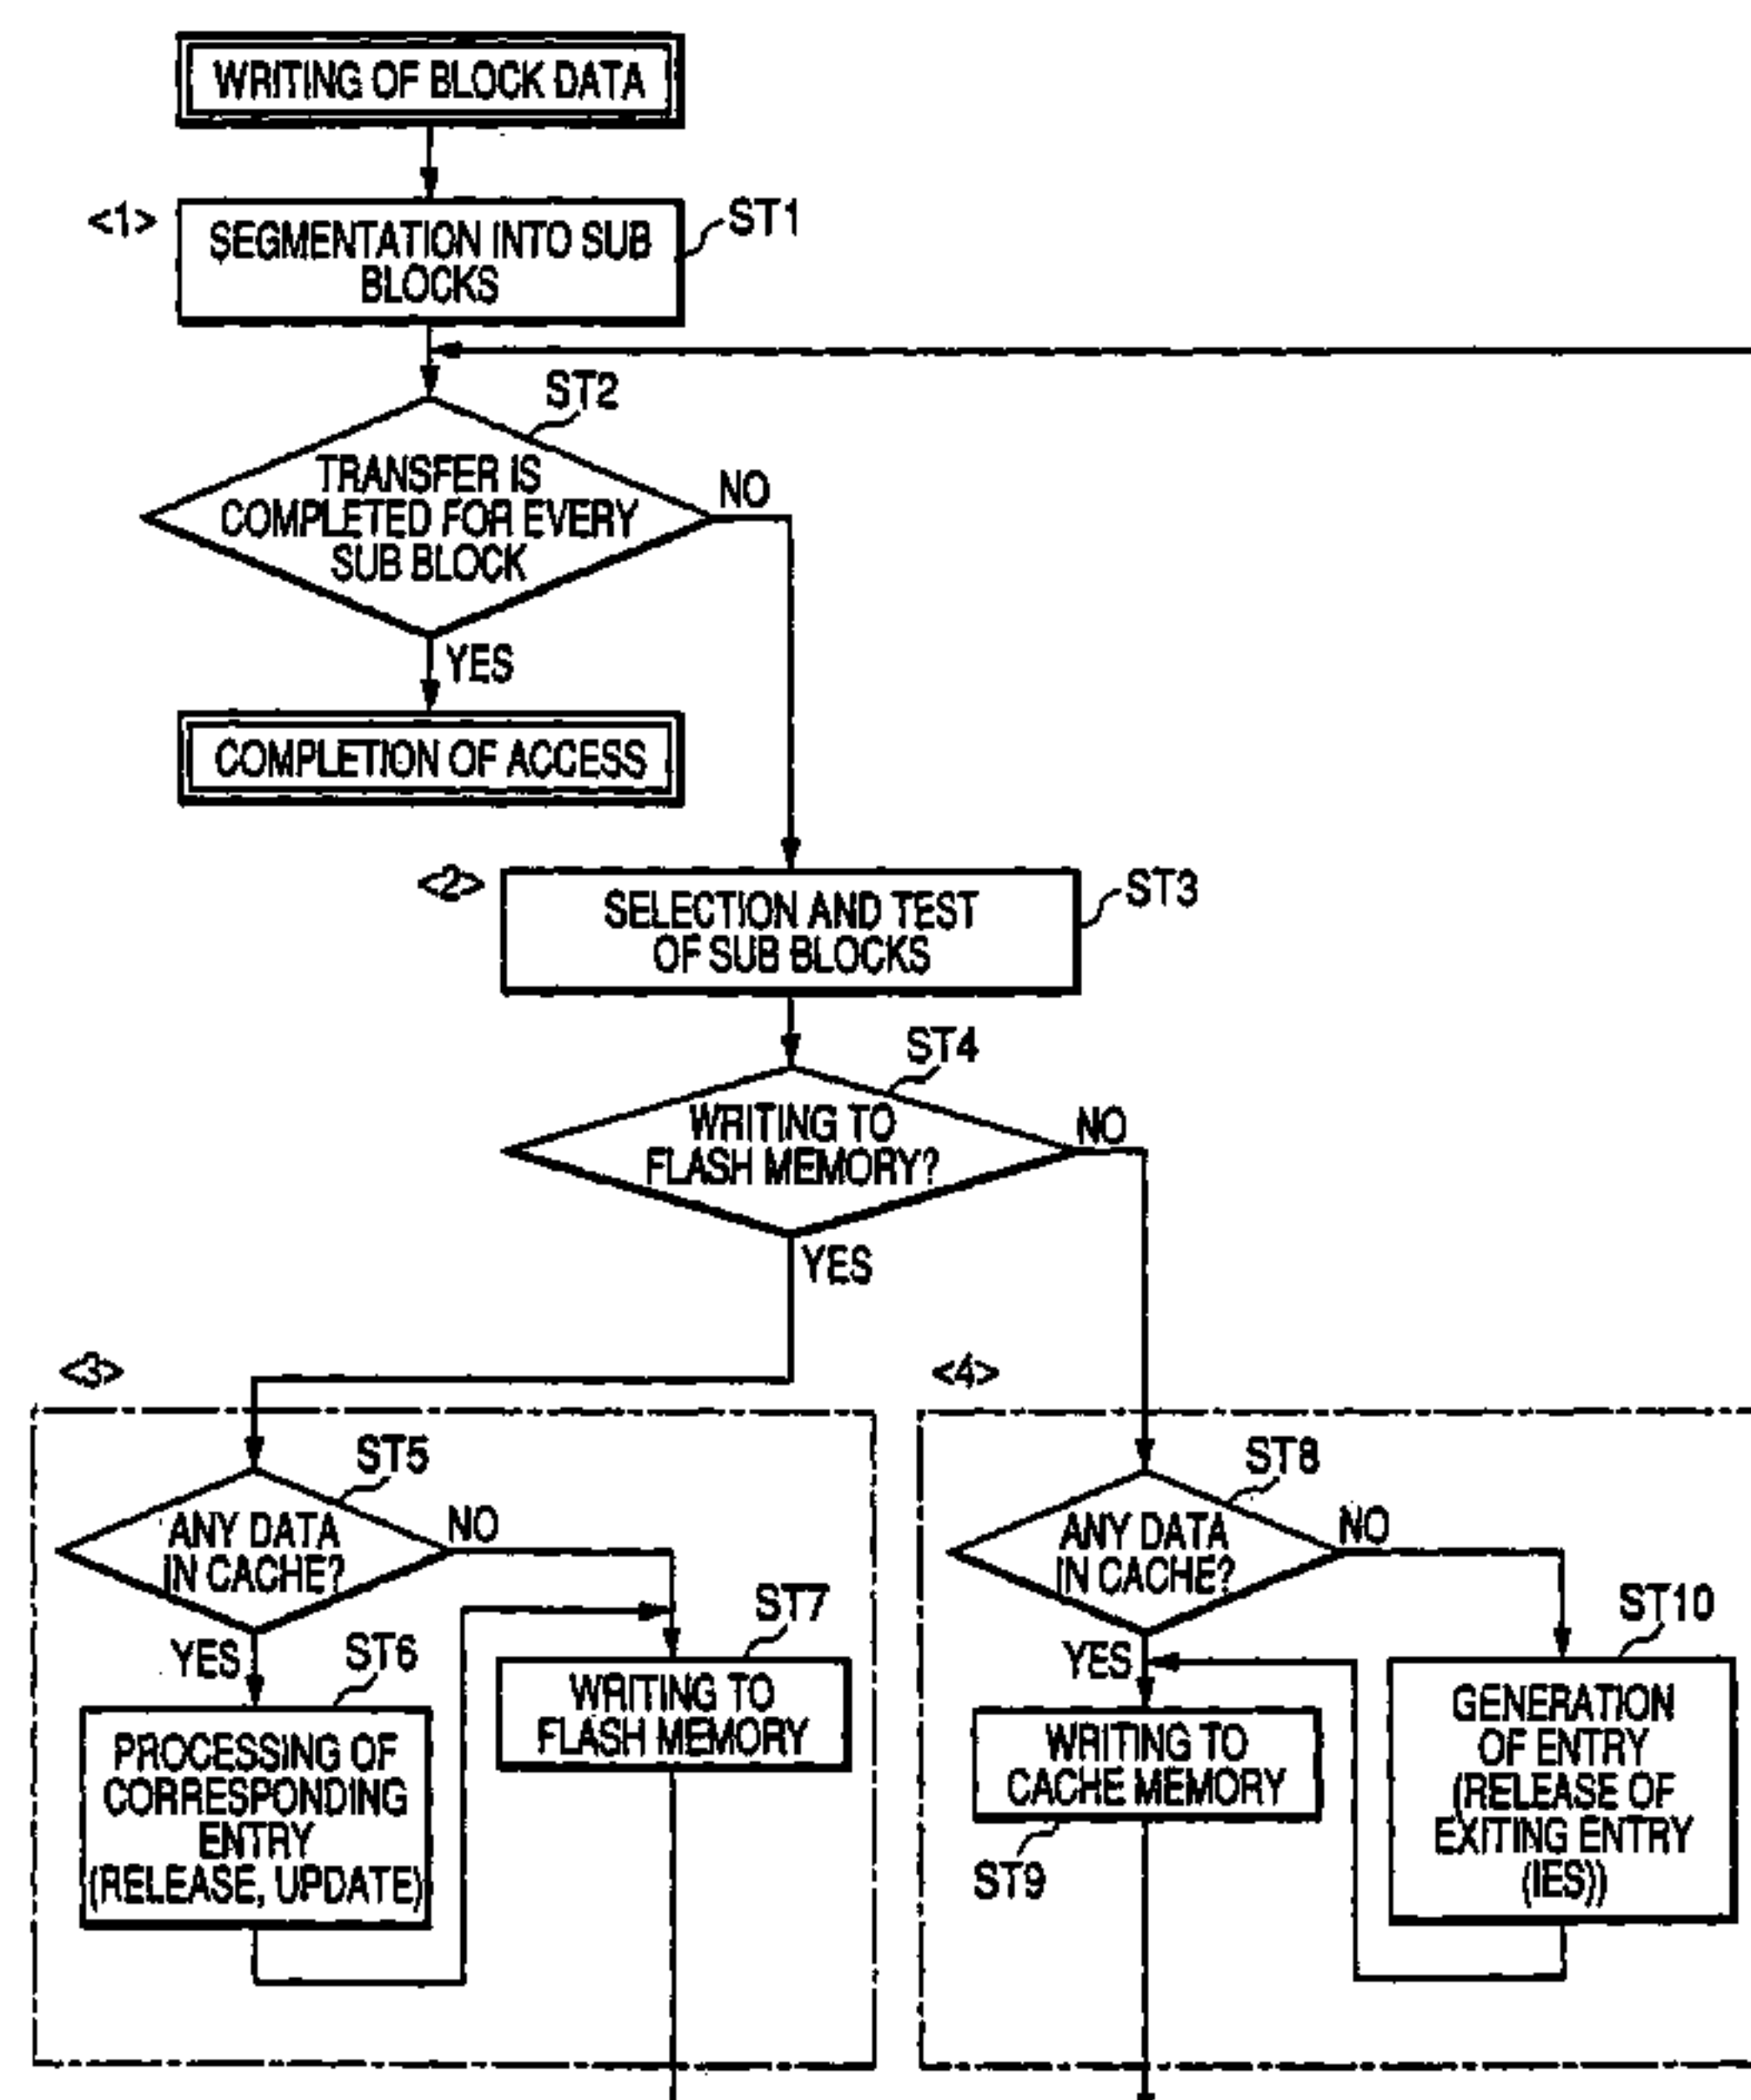 WRITING OF BLOCK DATA
<1>
ST1
SEGMENTATION INTO SUB
BLOCKS
ST2
TRANSFER IS
COMPLETED FOR EVERY
SUB BLOCK
NO
YES
COMPLETION OF ACCESS
<2>
ST3
SELECTION AND TEST
OF SUB BLOCKS
ST4
WRITING TO
FLASH MEMORY?
NO
YES
<3>
ST5
ANY DATA
IN CACHE?
NO
YES
ST6
PROCESSING OF
CORRESPONDING
ENTRY
(RELEASE, UPDATE)
ST7
WRITING TO
FLASH MEMORY
<4>
ST8
ANY DATA
IN CACHE?
NO
YES
WRITING TO
CACHE MEMORY
ST9
ST10
GENERATION
OF ENTRY
(RELEASE OF
EXITING ENTRY
(IES))